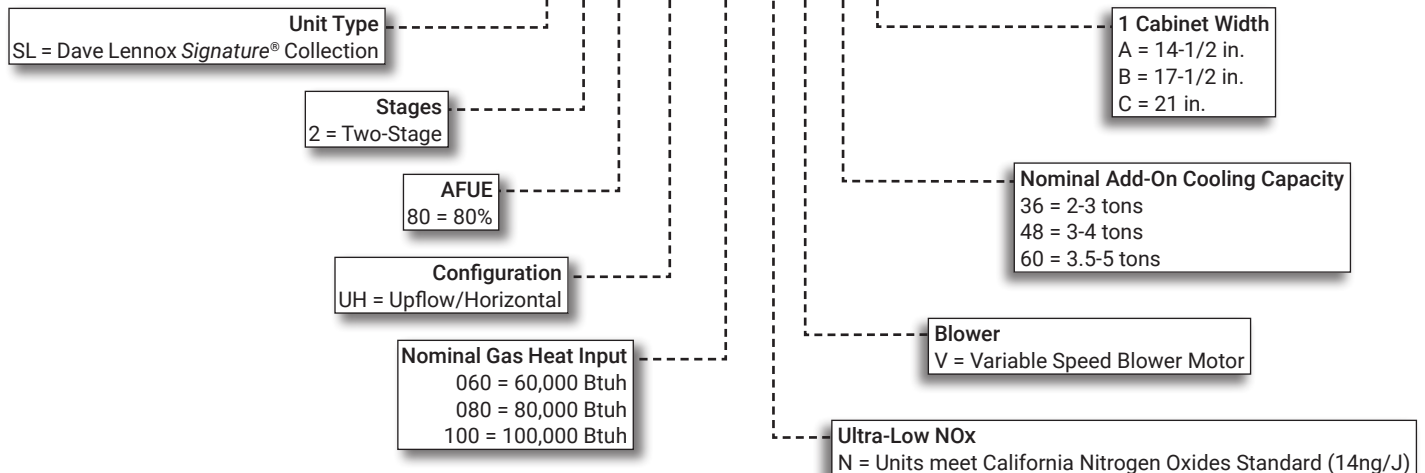 Unit Type
SL = Dave Lennox Signature® Collection
Stages
2 = Two-Stage
AFUE
80 = 80%
Configuration
UH = Upflow/Horizontal
Nominal Gas Heat Input
060 = 60,000 Btuh
080 = 80,000 Btuh
100 = 100,000 Btuh
1 Cabinet Width
A = 14-1/2 in.
B = 17-1/2 in.
C = 21 in.
Nominal Add-On Cooling Capacity
36 = 2-3 tons
48 = 3-4 tons
60 = 3.5-5 tons
Blower
V = Variable Speed Blower Motor
Ultra-Low NOx
N = Units meet California Nitrogen Oxides Standard (14ng/J)